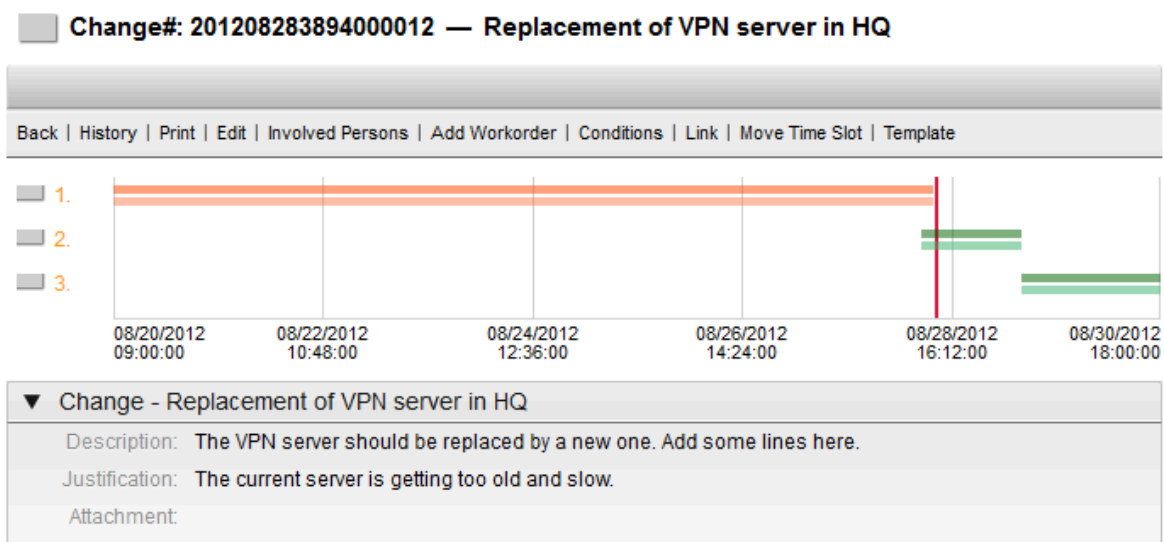 Change#: 201208283894000012 — Replacement of VPN server in HQ
Back | History | Print | Edit | Involved Persons | Add Workorder | Conditions | Link | Move Time Slot | Template
1.
2.
3.
08/20/2012 08/22/2012 08/24/2012 08/26/2012 08/28/2012 08/30/2012
09:00:00 10:48:00 12:36:00 14:24:00 16:12:00 18:00:00
▼ Change - Replacement of VPN server in HQ
Description: The VPN server should be replaced by a new one. Add some lines here.
Justification: The current server is getting too old and slow.
Attachment: